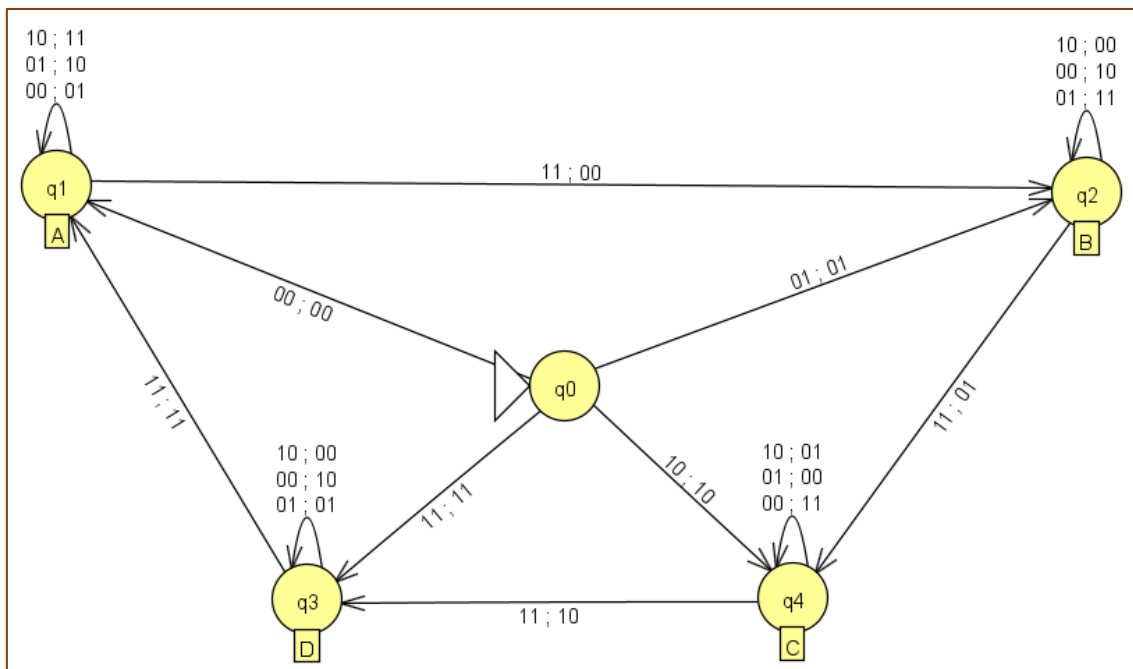 10 ; 11
01 ; 10
00 ; 01
10 ; 00
00 ; 10
01 ; 11
q1
11 ; 00
q2
A
B
00 ; 00
01 ; 01
q0
11 ; 11
11 ; 01
10 ; 00
00 ; 10
01 ; 01
11 ; 11
10 ; 10
10 ; 01
01 ; 00
00 ; 11
q3
11 ; 10
q4
D
C